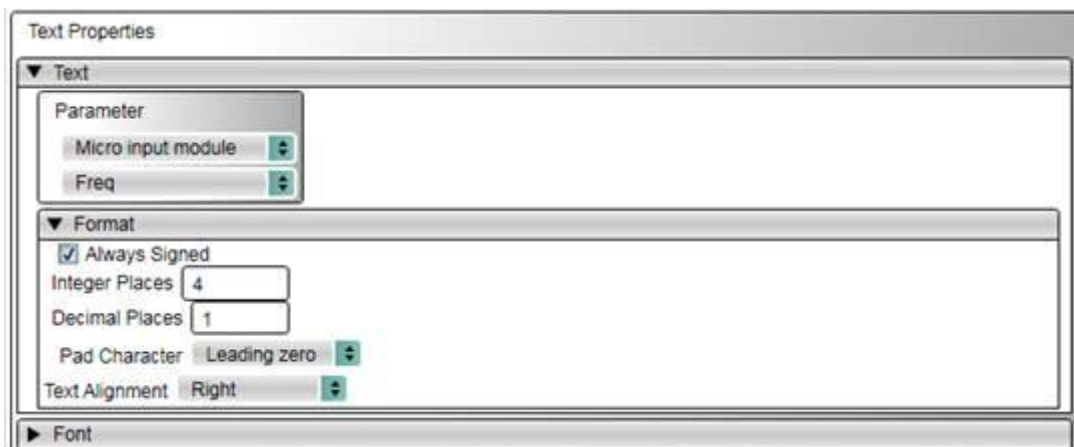 Text Properties
Text
Parameter
Micro input module
Freq
Format
Always Signed
Integer Places 4
Decimal Places 1
Pad Character Leading zero
Text Alignment Right
Font